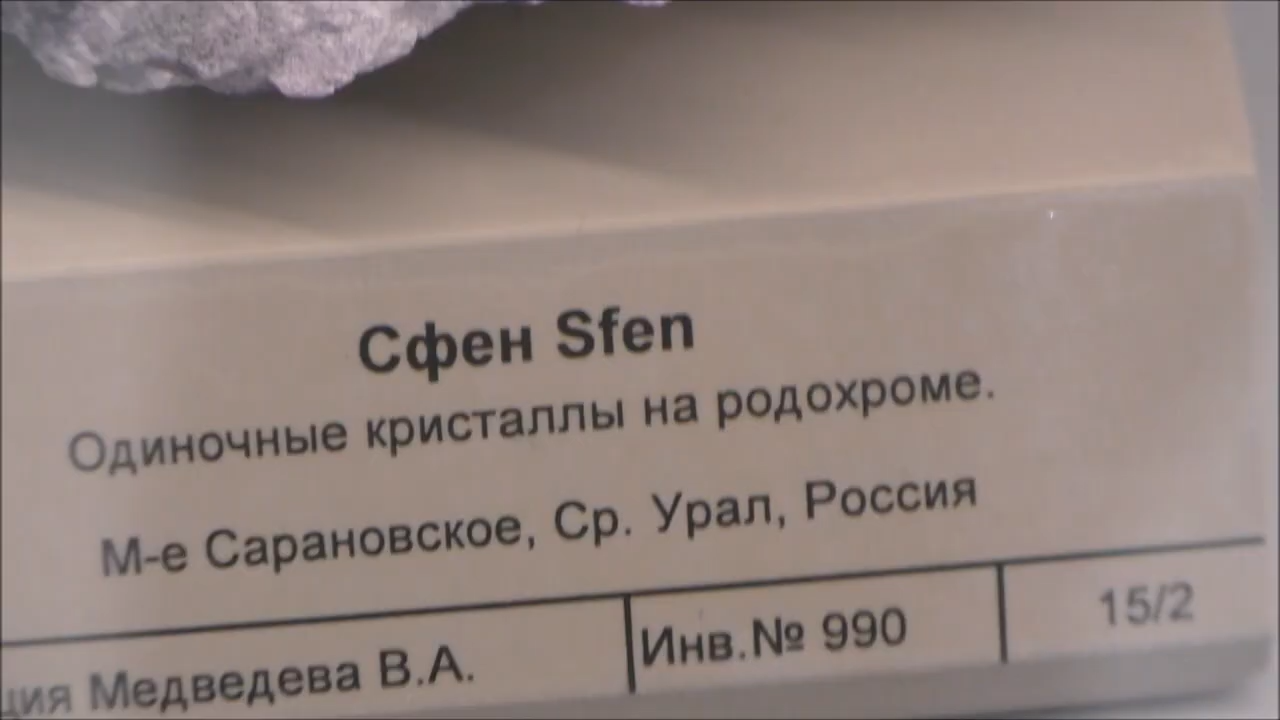 Сфен Sfen
Одиночные кристаллы на родохроме.
М-е Сарановское, Ср. Урал, Россия
Медведева В.А. Инв.№ 990 15/2